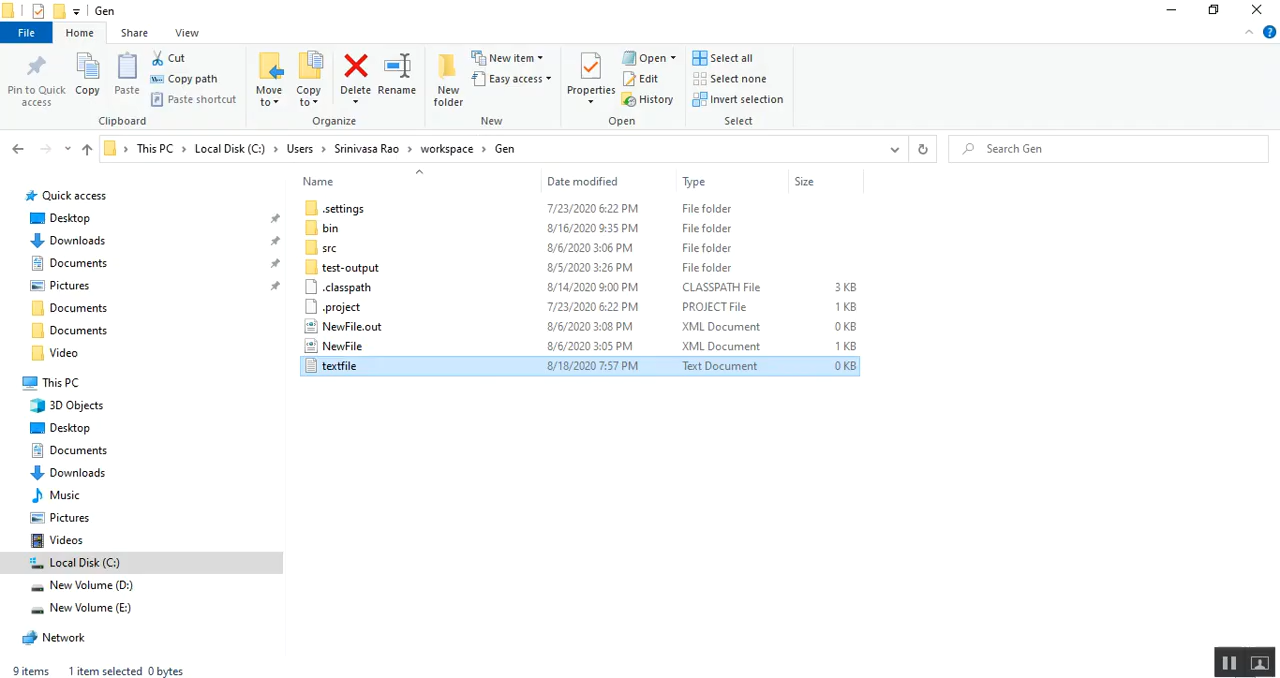 Gen
File Home Share View
Pin to Quick access
Copy
Paste
Cut
Copy path
Paste shortcut
Clipboard
Move to
Copy to
Delete
Rename
Organize
New folder
New item
Easy access
New
Properties
Open
Edit
History
Open
Select all
Select none
Invert selection
Select
This PC › Local Disk (C:) › Users › Srinivasa Rao › workspace › Gen
Search Gen
Quick access
Desktop
Downloads
Documents
Pictures
Documents
Documents
Video
This PC
3D Objects
Desktop
Documents
Downloads
Music
Pictures
Videos
Local Disk (C:)
New Volume (D:)
New Volume (E:)
Network
Name Date modified Type Size
.settings 7/23/2020 6:22 PM File folder
bin 8/16/2020 9:35 PM File folder
src 8/6/2020 3:06 PM File folder
test-output 8/5/2020 3:26 PM File folder
.classpath 8/14/2020 9:00 PM CLASSPATH File 3 KB
.project 7/23/2020 6:22 PM PROJECT File 1 KB
NewFile.out 8/6/2020 3:08 PM XML Document 0 KB
NewFile 8/6/2020 3:05 PM XML Document 1 KB
textfile 8/18/2020 7:57 PM Text Document 0 KB
9 items 1 item selected 0 bytes